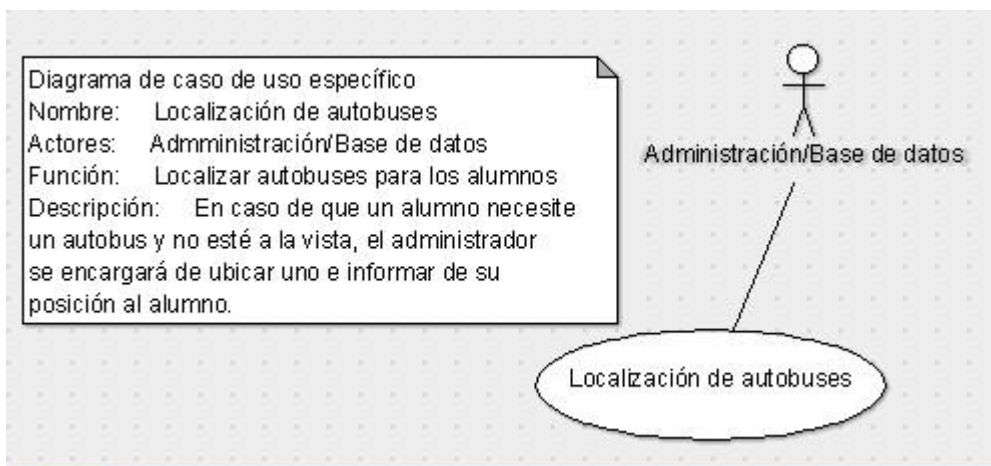 Diagrama de caso de uso específico
Nombre: Localización de autobuses
Actores: Admministración/Base de datos
Función: Localizar autobuses para los alumnos
Descripción: En caso de que un alumno necesite
un autobus y no esté a la vista, el administrador
se encargará de ubicar uno e informar de su
posición al alumno.
Administración/Base de datos
Localización de autobuses